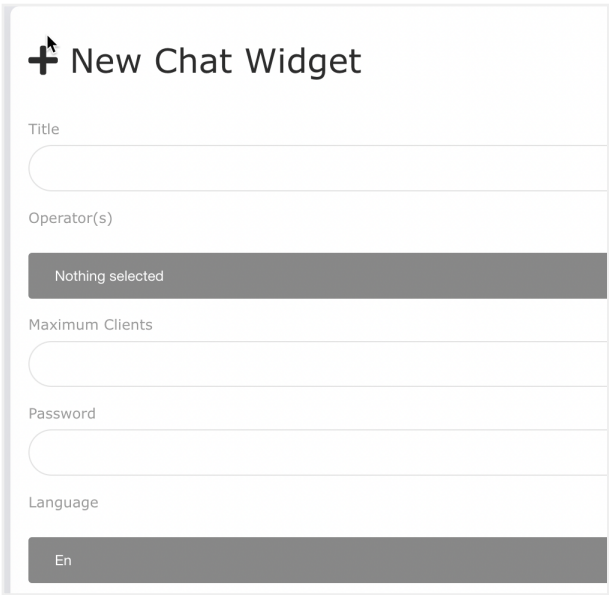 New Chat Widget
Title
Operator(s)
Nothing selected
Maximum Clients
Password
Language
En